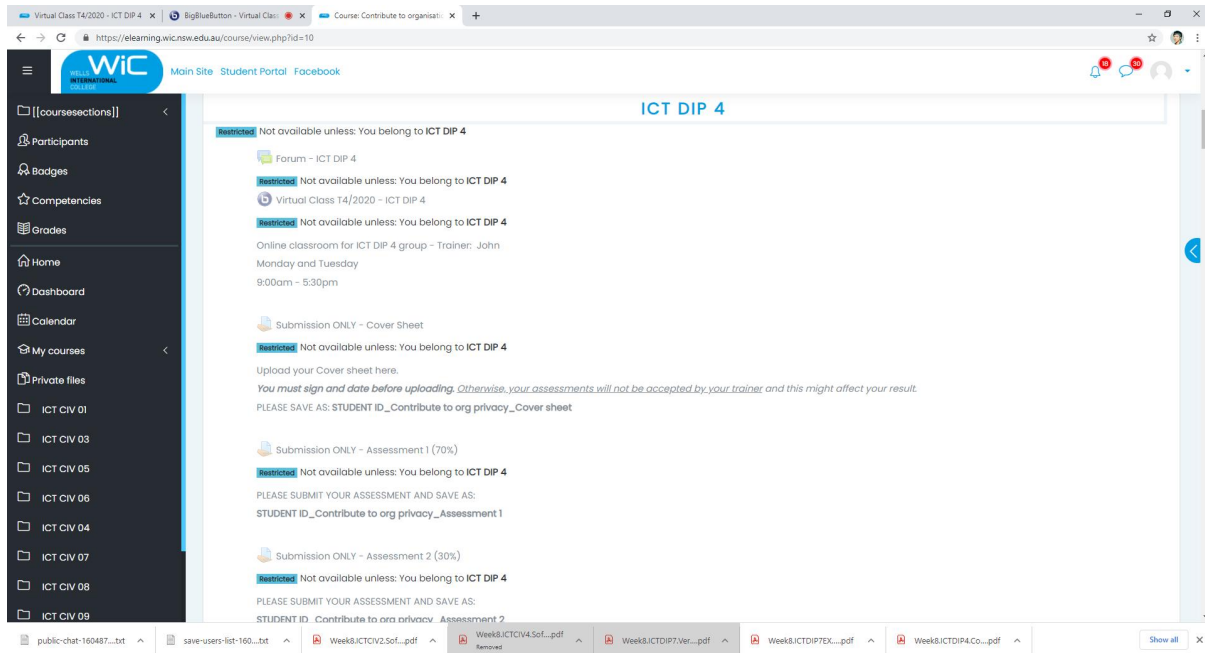 Virtual Class T4/2020 - ICT DIP 4
BigBlueButton - Virtual Clas
Course: Contribute to organisatio
https://elearning.wic.nsw.edu.au/course/view.php?id=10
WELLS WiC
INTERNATIONAL
COLLEGE
Main Site Student Portal Facebook
18
30
[[coursesections]]
Participants
Badges
Competencies
Grades
Home
Dashboard
Calendar
My courses
Private files
ICT CIV 01
ICT CIV 03
ICT CIV 05
ICT CIV 06
ICT CIV 04
ICT CIV 07
ICT CIV 08
ICT CIV 09
ICT DIP 4
Restricted Not available unless: You belong to ICT DIP 4
Forum - ICT DIP 4
Restricted Not available unless: You belong to ICT DIP 4
Virtual Class T4/2020 - ICT DIP 4
Restricted Not available unless: You belong to ICT DIP 4
Online classroom for ICT DIP 4 group - Trainer: John
Monday and Tuesday
9:00am - 5:30pm
Submission ONLY - Cover Sheet
Restricted Not available unless: You belong to ICT DIP 4
Upload your Cover sheet here.
You must sign and date before uploading. Otherwise, your assessments will not be accepted by your trainer and this might affect your result.
PLEASE SAVE AS: STUDENT ID_Contribute to org privacy_Cover sheet
Submission ONLY - Assessment 1 (70%)
Restricted Not available unless: You belong to ICT DIP 4
PLEASE SUBMIT YOUR ASSESSMENT AND SAVE AS:
STUDENT ID_Contribute to org privacy_Assessment 1
Submission ONLY - Assessment 2 (30%)
Restricted Not available unless: You belong to ICT DIP 4
PLEASE SUBMIT YOUR ASSESSMENT AND SAVE AS:
STUDENT ID_Contribute to org privacy_Assessment 2
public-chat-160487....txt
save-users-list-160....txt
Week8.ICTCIV2.Sof....pdf
Week8.ICTCIV4.Sof....pdf
Removed
Week8.ICTDIP7.Ver....pdf
Week8.ICTDIP7EX....pdf
Week8.ICTDIP4.Co....pdf
Show all